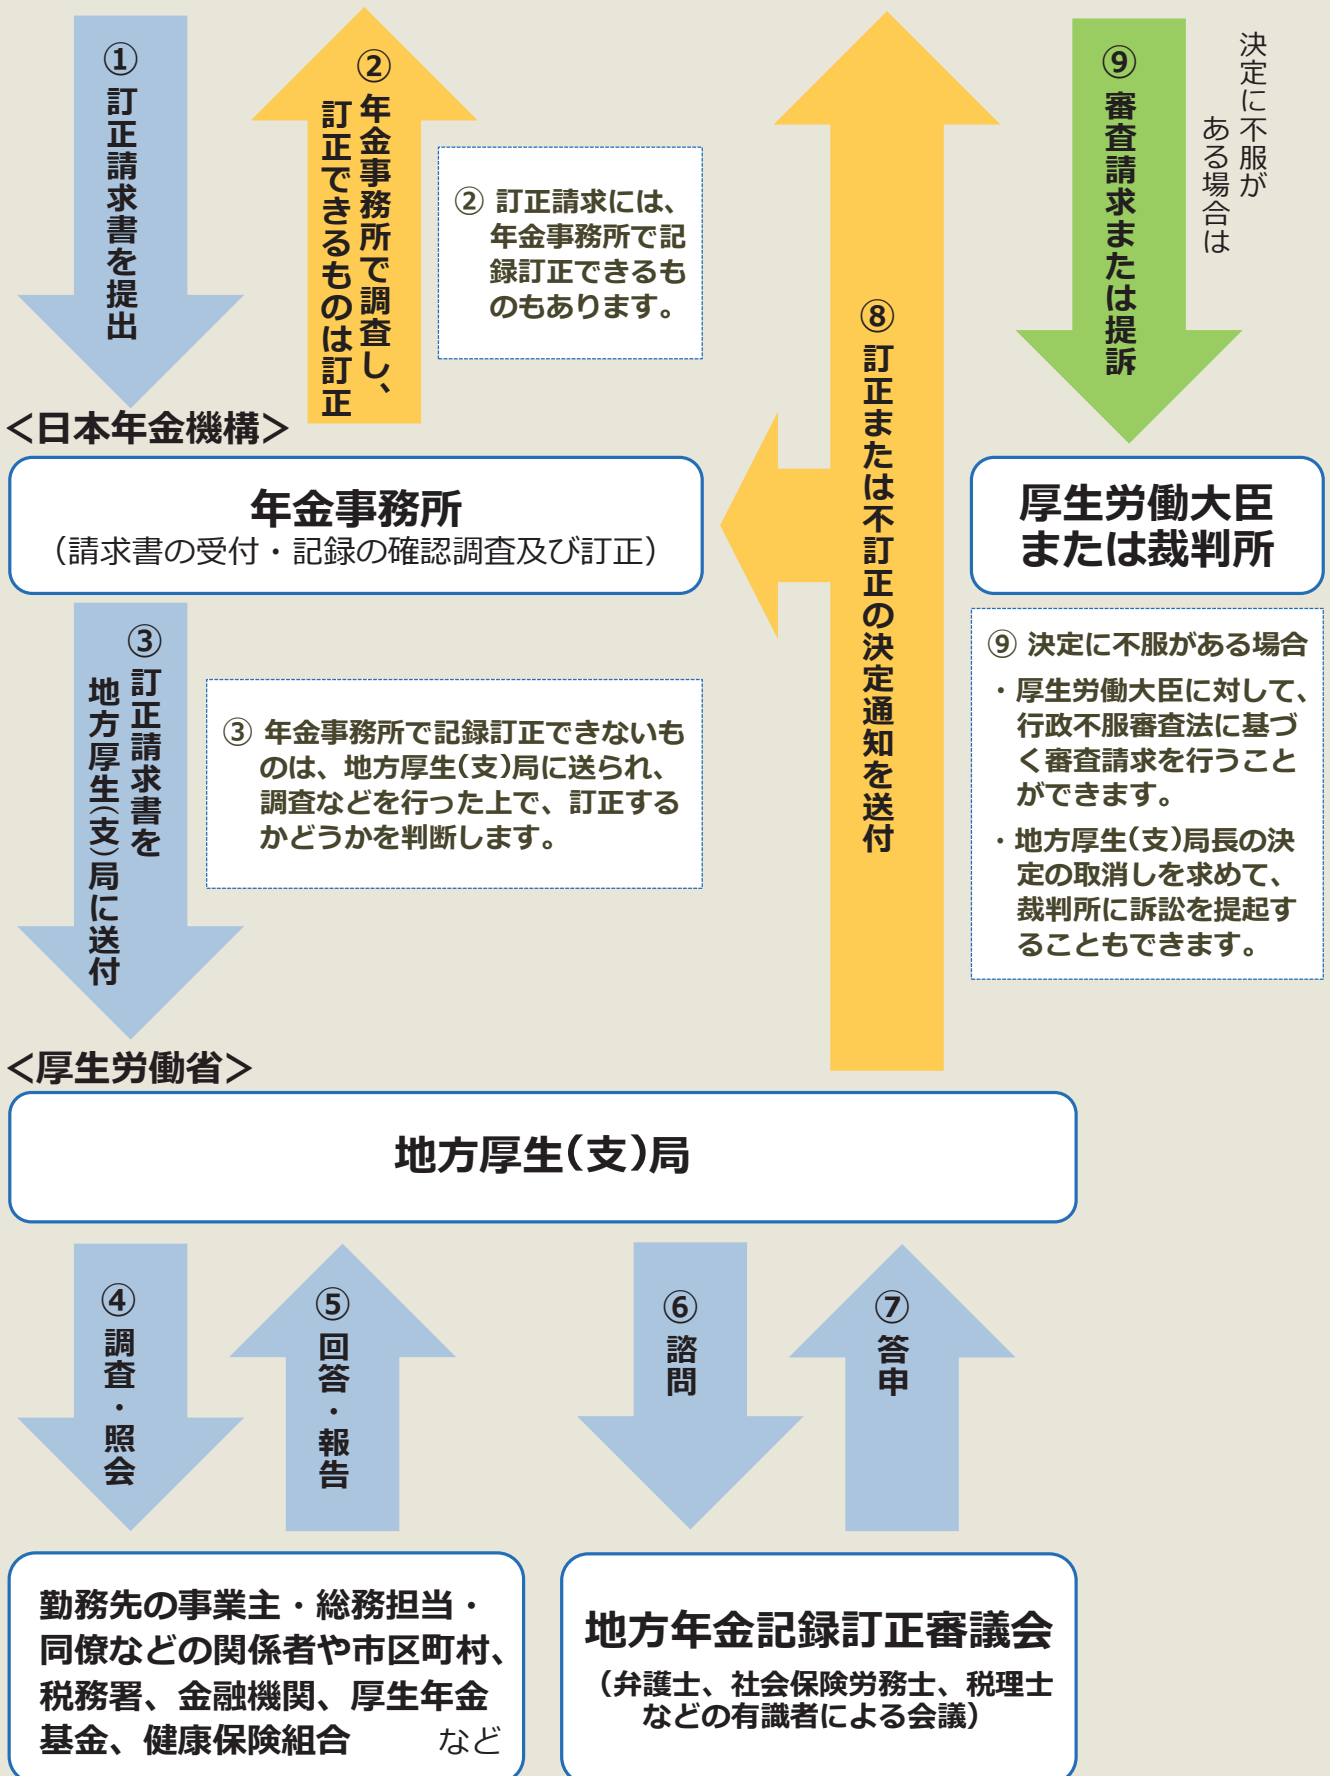 ①訂正請求書を提出
②年金事務所で調査し、
訂正できるものは訂正
② 訂正請求には、
年金事務所で記
録訂正できるも
のもあります。
⑧訂正または不訂正の決定通知を送付
⑨審査請求または提訴
決定に不服が
ある場合は
<日本年金機構>
年金事務所
（請求書の受付・記録の確認調査及び訂正）
厚生労働大臣
または裁判所
③訂正請求書を
地方厚生(支)局に送付
③ 年金事務所で記録訂正できないも
のは、地方厚生(支)局に送られ、
調査などを行った上で、訂正する
かどうかを判断します。
⑨ 決定に不服がある場合
・厚生労働大臣に対して、
行政不服審査法に基づ
く審査請求を行うこと
ができます。
・地方厚生(支)局長の決
定の取消しを求めて、
裁判所に訴訟を提起す
ることもできます。
<厚生労働省>
地方厚生(支)局
④調査・照会
⑤回答・報告
⑥諮問
⑦答申
勤務先の事業主・総務担当・
同僚などの関係者や市区町村、
税務署、金融機関、厚生年金
基金、健康保険組合 など
地方年金記録訂正審議会
（弁護士、社会保険労務士、税理士
などの有識者による会議）